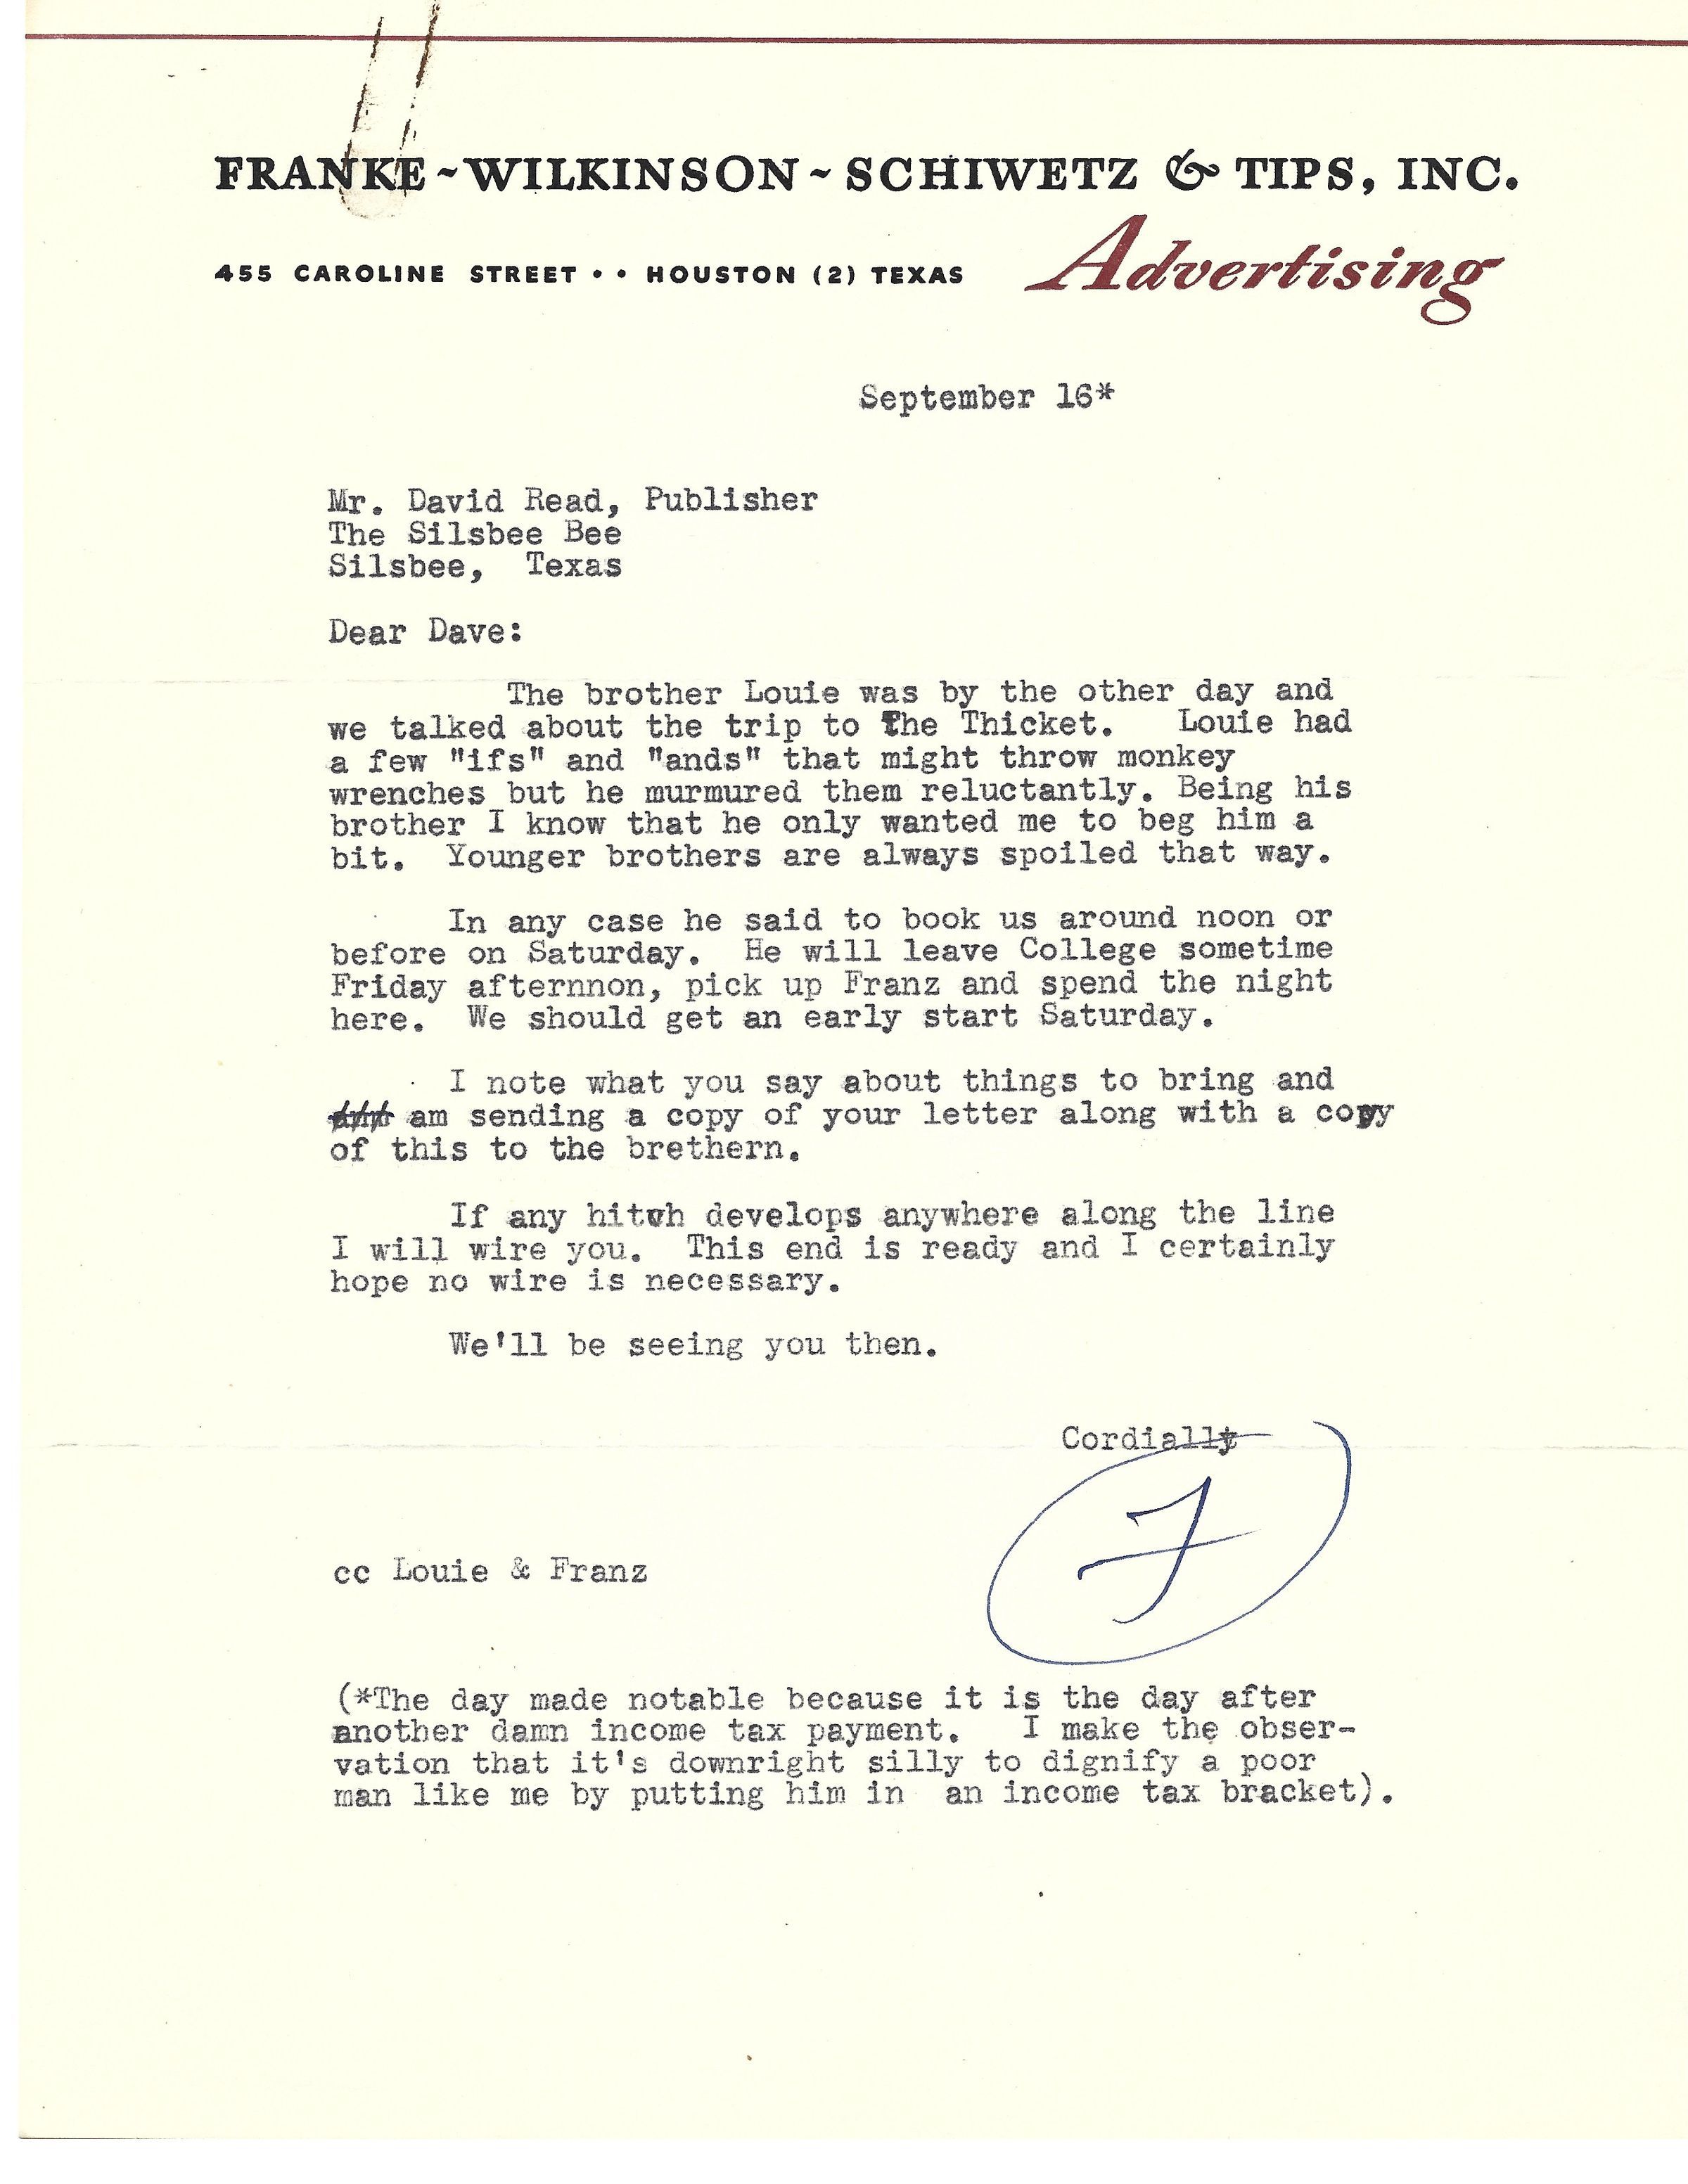 FRANKE~WILKINSON~SCHIWETZ & TIPS, INC.
455 CAROLINE STREET • • HOUSTON (2) TEXAS Advertising
September 16*
Mr. David Read, Publisher
The Silsbee Bee
Silsbee, Texas
Dear Dave:
The brother Louie was by the other day and
we talked about the trip to The Thicket. Louie had
a few "ifs" and "ands" that might throw monkey
wrenches but he murmured them reluctantly. Being his
brother I know that he only wanted me to beg him a
bit. Younger brothers are always spoiled that way.
In any case he said to book us around noon or
before on Saturday. He will leave College sometime
Friday afternnon, pick up Franz and spend the night
here. We should get an early start Saturday.
I note what you say about things to bring and
am sending a copy of your letter along with a copy
of this to the brethern.
If any hitch develops anywhere along the line
I will wire you. This end is ready and I certainly
hope no wire is necessary.
We'll be seeing you then.
Cordially
F
cc Louie & Franz
(*The day made notable because it is the day after
another damn income tax payment. I make the obser-
vation that it's downright silly to dignify a poor
man like me by putting him in an income tax bracket).